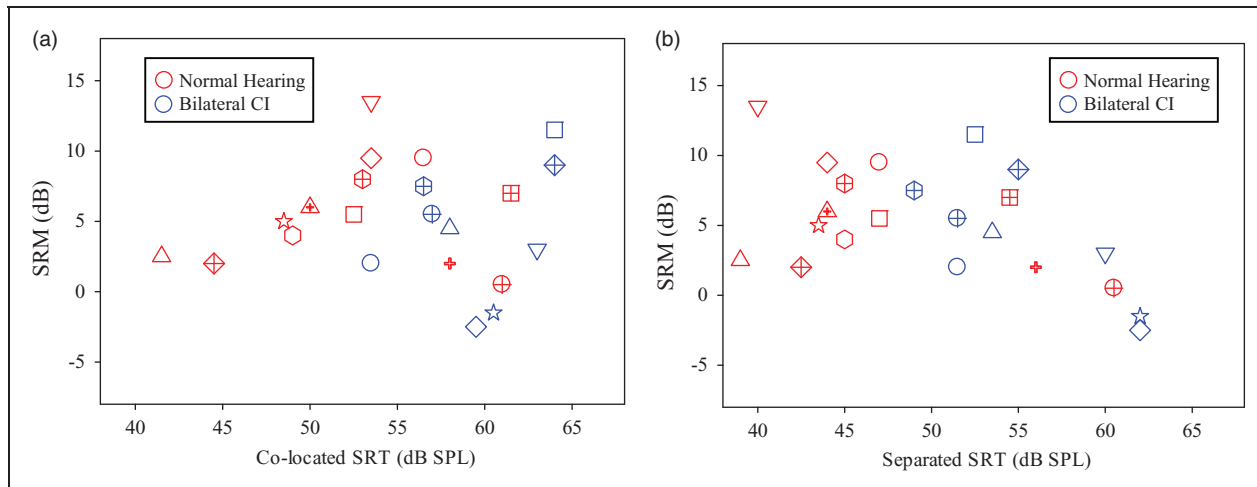 (a)
SRM (dB)
15
10
5
0
-5
Normal Hearing
Bilateral CI
40 45 50 55 60 65
Co-located SRT (dB SPL)
(b)
SRM (dB)
15
10
5
0
-5
Normal Hearing
Bilateral CI
40 45 50 55 60 65
Separated SRT (dB SPL)